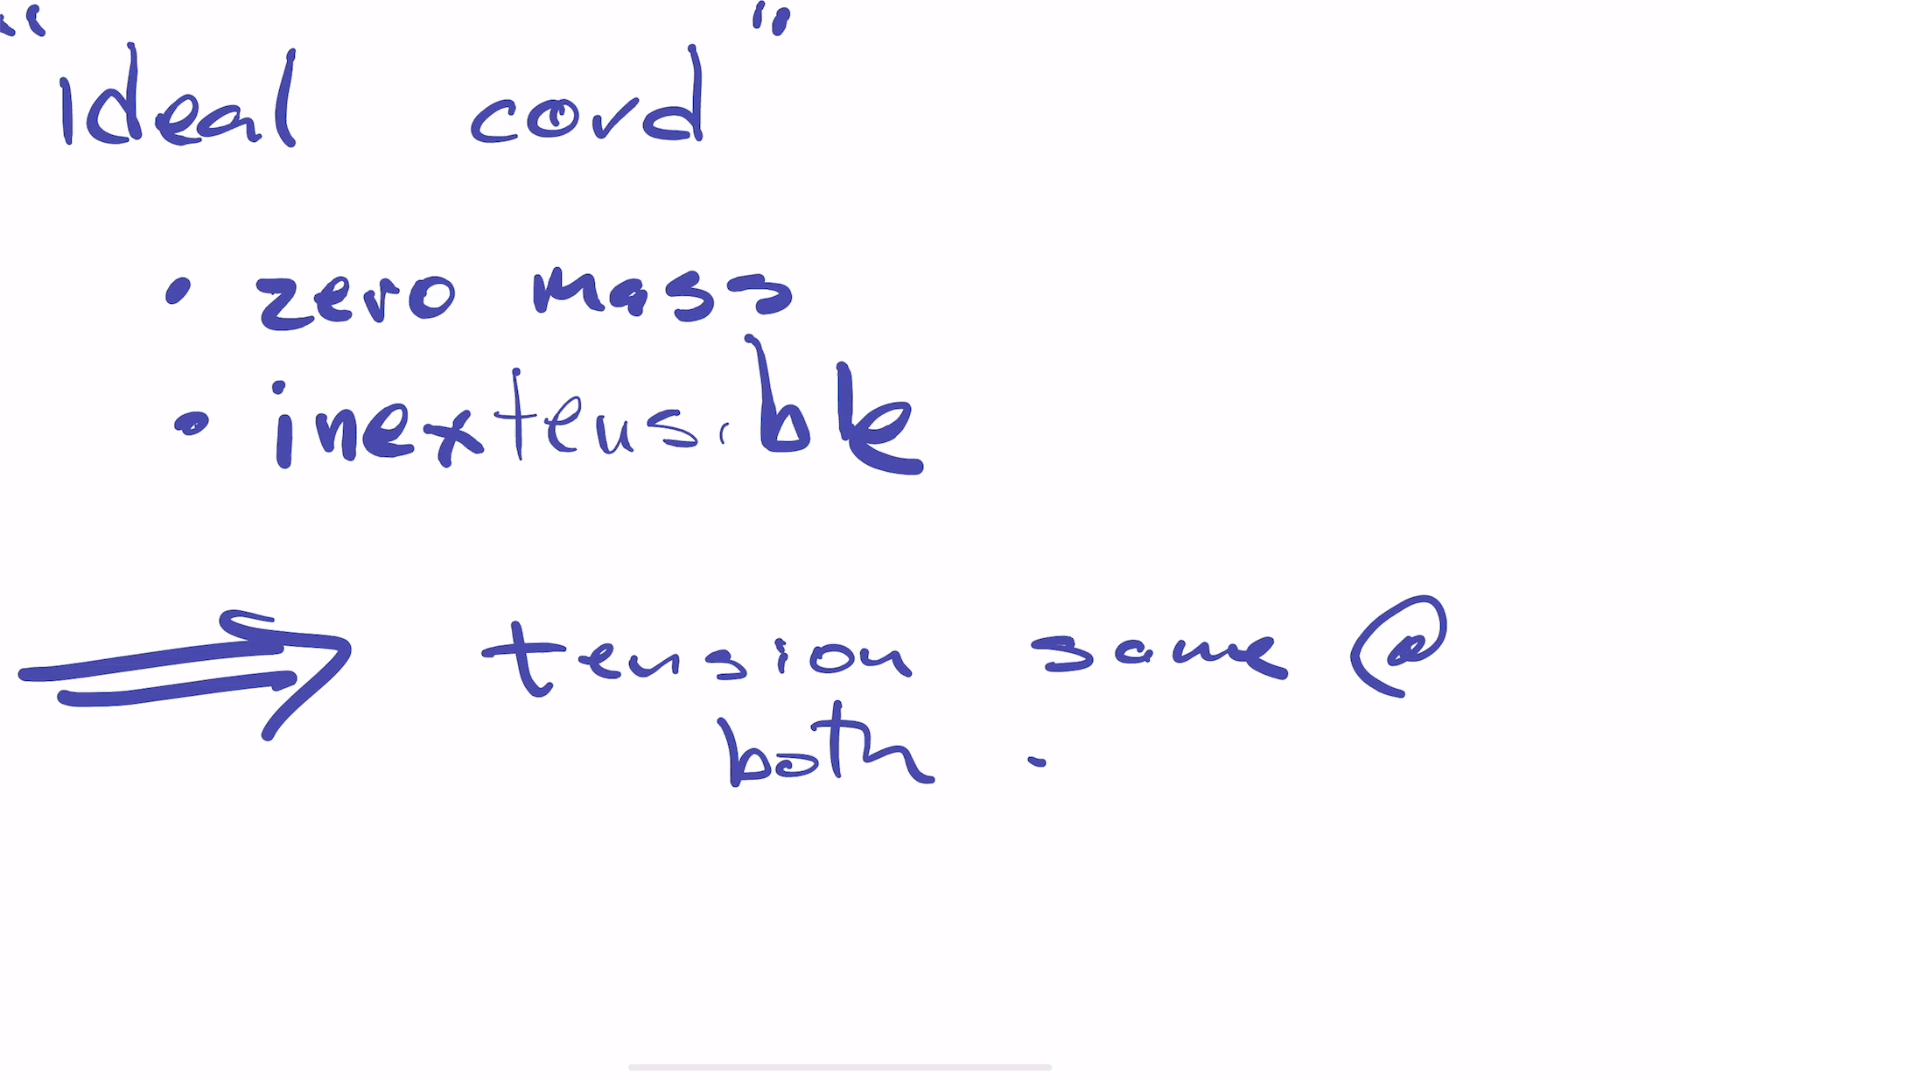 "ideal cord"
• zero mass
• inextensible
⇒ tension same @
both